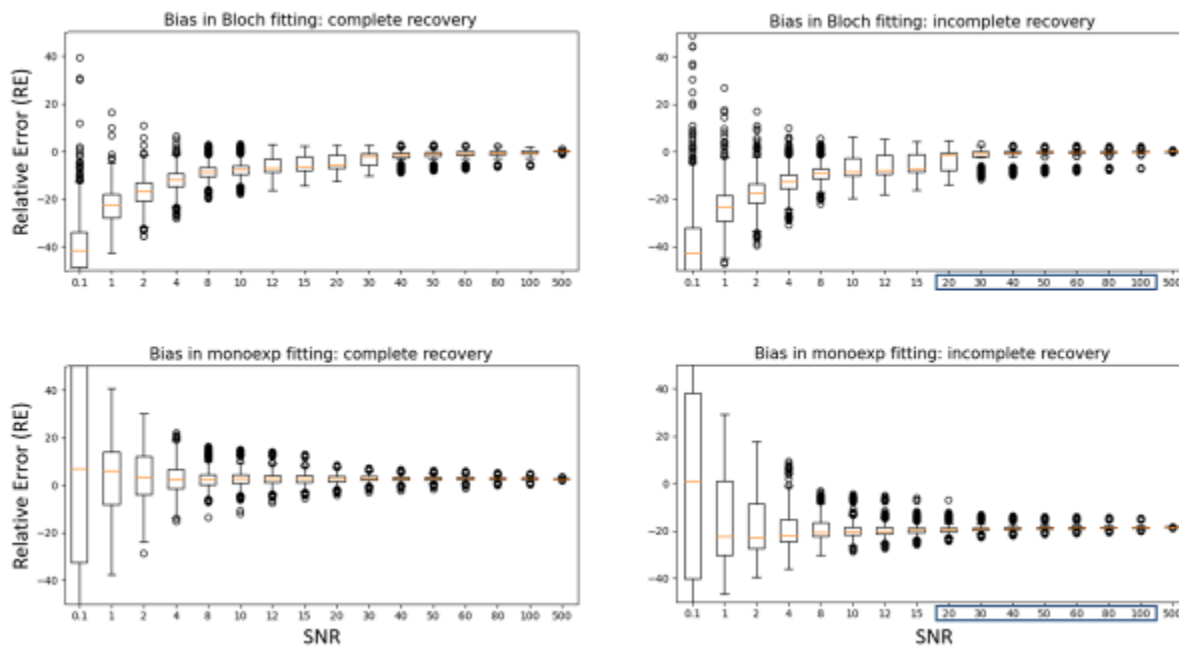 Bias in Bloch fitting: complete recovery
Relative Error (RE)
40
20
0
−20
−40
0.1 1 2 4 8 10 12 15 20 30 40 50 60 80 100 500
Bias in Bloch fitting: incomplete recovery
40
20
0
−20
−40
0.1 1 2 4 8 10 12 15 20 30 40 50 60 80 100 500
Bias in monoexp fitting: complete recovery
Relative Error (RE)
40
20
0
−20
−40
0.1 1 2 4 8 10 12 15 20 30 40 50 60 80 100 500
SNR
Bias in monoexp fitting: incomplete recovery
40
20
0
−20
−40
0.1 1 2 4 8 10 12 15 20 30 40 50 60 80 100 500
SNR